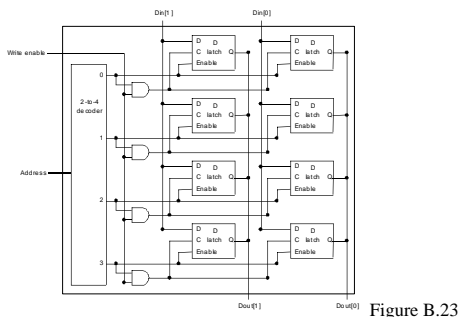 Din[1] Din[0]
D D D D
C latch Q C latch Q
Write enable Enable Enable
0
2-to-4
decoder
D D D D
C latch Q C latch Q
Enable Enable
1
D D D D
Address C latch Q C latch Q
Enable Enable
2
D D D D
C latch Q C latch Q
Enable Enable
3
Dout[1] Dout[0] Figure B.23